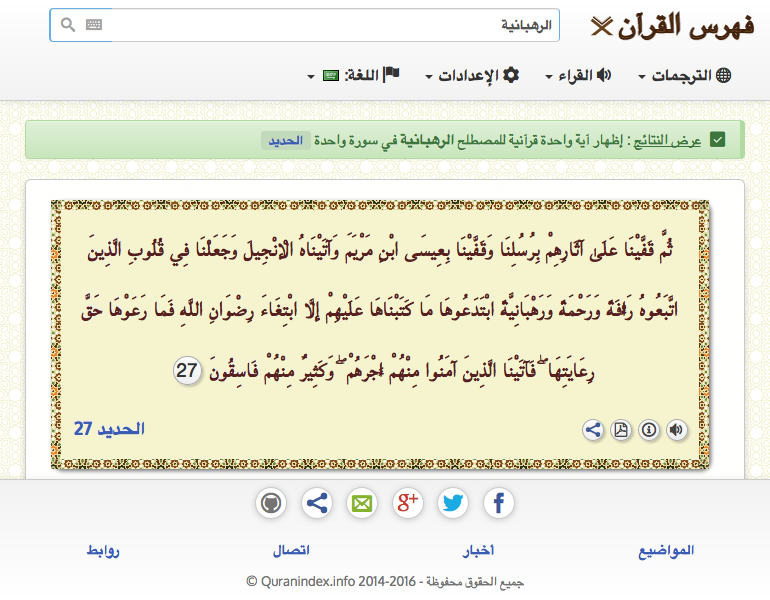 فهرس القرآن
الرهبانية
الترجمات
القراء
الإعدادات
اللغة:
عرض النتائج : إظهار آية واحدة قرآنية للمصطلح الرهبانية في سورة واحدة الحديد
ثُمَّ قَفَّيْنَا عَلَىٰ آثَارِهِمْ بِرُسُلِنَا وَقَفَّيْنَا بِعِيسَى ابْنِ مَرْيَمَ وَآتَيْنَاهُ الْإِنْجِيلَ وَجَعَلْنَا فِي قُلُوبِ الَّذِينَ
اتَّبَعُوهُ رَأْفَةً وَرَحْمَةً وَرَهْبَانِيَّةً ابْتَدَعُوهَا مَا كَتَبْنَاهَا عَلَيْهِمْ إِلَّا ابْتِغَاءَ رِضْوَانِ اللَّهِ فَمَا رَعَوْهَا حَقَّ
رِعَايَتِهَا ۖ فَآتَيْنَا الَّذِينَ آمَنُوا مِنْهُمْ أَجْرَهُمْ ۖ وَكَثِيرٌ مِنْهُمْ فَاسِقُونَ 27
الحديد 27
المواضيع
أخبار
اتصال
روابط
جميع الحقوق محفوظة - Quranindex.info 2014-2016 ©